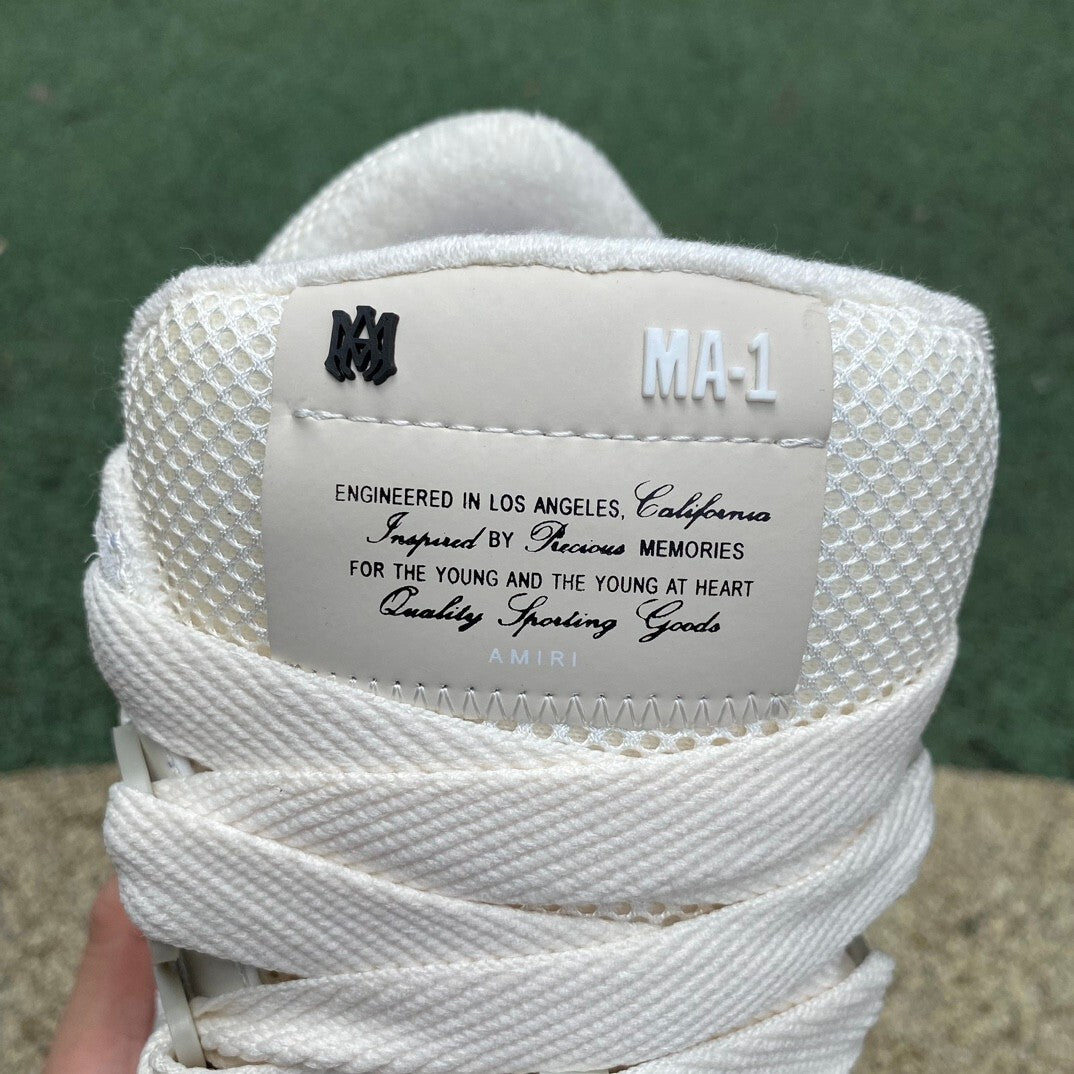 MA-1
ENGINEERED IN LOS ANGELES, California
Inspired BY Precious MEMORIES
FOR THE YOUNG AND THE YOUNG AT HEART
Quality Sporting Goods
AMIRI